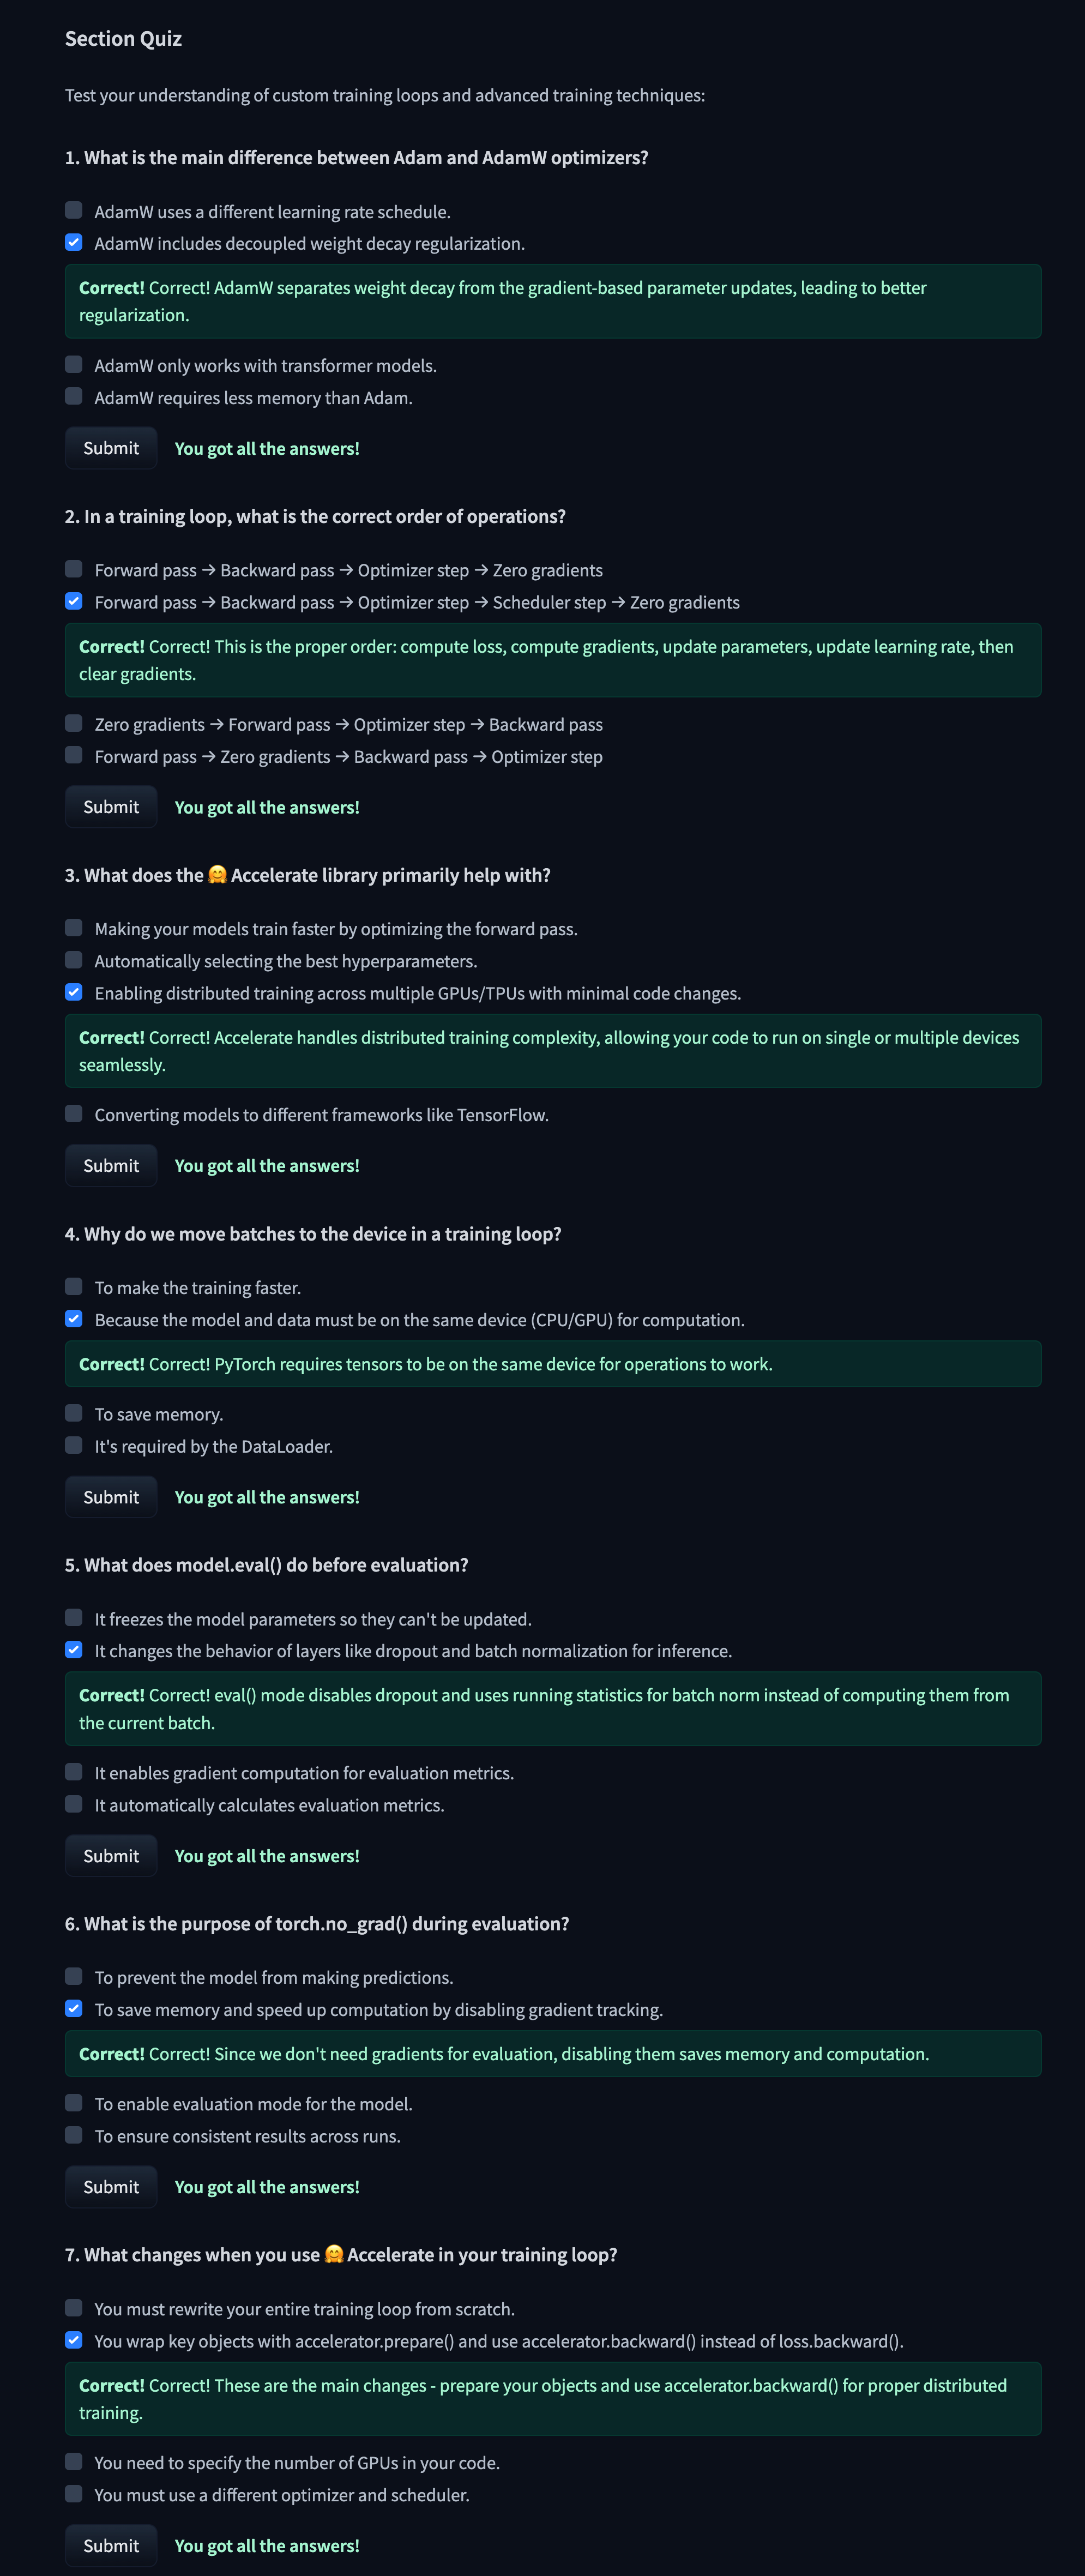 Section Quiz
Test your understanding of custom training loops and advanced training techniques:
1. What is the main difference between Adam and AdamW optimizers?
AdamW uses a different learning rate schedule.
AdamW includes decoupled weight decay regularization.
Correct! Correct! AdamW separates weight decay from the gradient-based parameter updates, leading to better
regularization.
AdamW only works with transformer models.
AdamW requires less memory than Adam.
Submit You got all the answers!
2. In a training loop, what is the correct order of operations?
Forward pass → Backward pass → Optimizer step → Zero gradients
Forward pass → Backward pass → Optimizer step → Scheduler step → Zero gradients
Correct! Correct! This is the proper order: compute loss, compute gradients, update parameters, update learning rate, then
clear gradients.
Zero gradients → Forward pass → Optimizer step → Backward pass
Forward pass → Zero gradients → Backward pass → Optimizer step
Submit You got all the answers!
3. What does the 🤗 Accelerate library primarily help with?
Making your models train faster by optimizing the forward pass.
Automatically selecting the best hyperparameters.
Enabling distributed training across multiple GPUs/TPUs with minimal code changes.
Correct! Correct! Accelerate handles distributed training complexity, allowing your code to run on single or multiple devices
seamlessly.
Converting models to different frameworks like TensorFlow.
Submit You got all the answers!
4. Why do we move batches to the device in a training loop?
To make the training faster.
Because the model and data must be on the same device (CPU/GPU) for computation.
Correct! Correct! PyTorch requires tensors to be on the same device for operations to work.
To save memory.
It's required by the DataLoader.
Submit You got all the answers!
5. What does model.eval() do before evaluation?
It freezes the model parameters so they can't be updated.
It changes the behavior of layers like dropout and batch normalization for inference.
Correct! Correct! eval() mode disables dropout and uses running statistics for batch norm instead of computing them from
the current batch.
It enables gradient computation for evaluation metrics.
It automatically calculates evaluation metrics.
Submit You got all the answers!
6. What is the purpose of torch.no_grad() during evaluation?
To prevent the model from making predictions.
To save memory and speed up computation by disabling gradient tracking.
Correct! Correct! Since we don't need gradients for evaluation, disabling them saves memory and computation.
To enable evaluation mode for the model.
To ensure consistent results across runs.
Submit You got all the answers!
7. What changes when you use 🤗 Accelerate in your training loop?
You must rewrite your entire training loop from scratch.
You wrap key objects with accelerator.prepare() and use accelerator.backward() instead of loss.backward().
Correct! Correct! These are the main changes - prepare your objects and use accelerator.backward() for proper distributed
training.
You need to specify the number of GPUs in your code.
You must use a different optimizer and scheduler.
Submit You got all the answers!